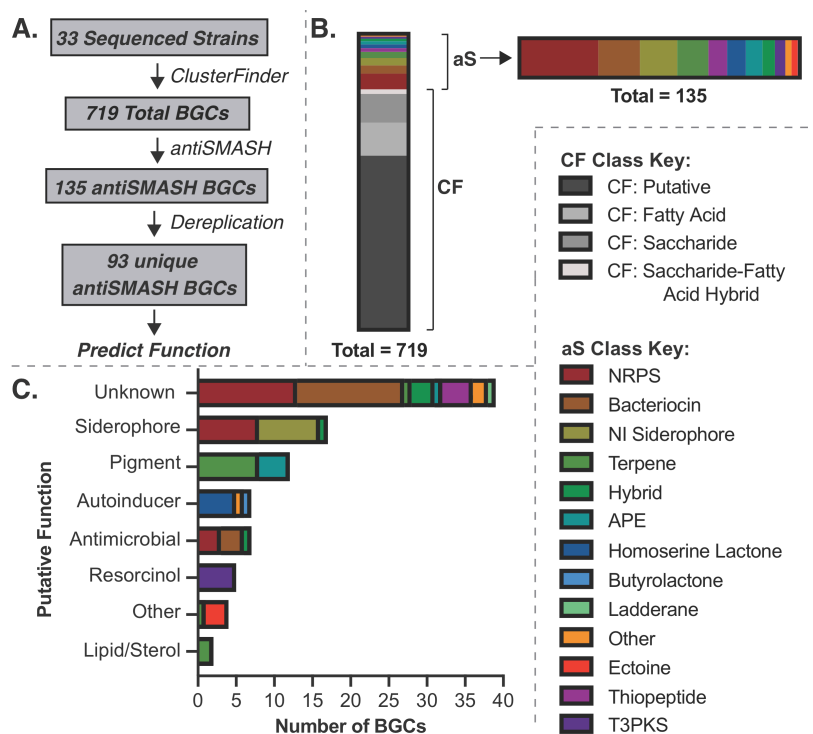 A.
33 Sequenced Strains
ClusterFinder
719 Total BGCs
antiSMASH
135 antiSMASH BGCs
Dereplication
93 unique
antiSMASH BGCs
Predict Function
B.
aS
CF
Total = 719
Total = 135
CF Class Key:
CF: Putative
CF: Fatty Acid
CF: Saccharide
CF: Saccharide-Fatty
Acid Hybrid
aS Class Key:
NRPS
Bacteriocin
NI Siderophore
Terpene
Hybrid
APE
Homoserine Lactone
Butyrolactone
Ladderane
Other
Ectoine
Thiopeptide
T3PKS
C.
Putative Function
Unknown
Siderophore
Pigment
Autoinducer
Antimicrobial
Resorcinol
Other
Lipid/Sterol
0 5 10 15 20 25 30 35 40
Number of BGCs